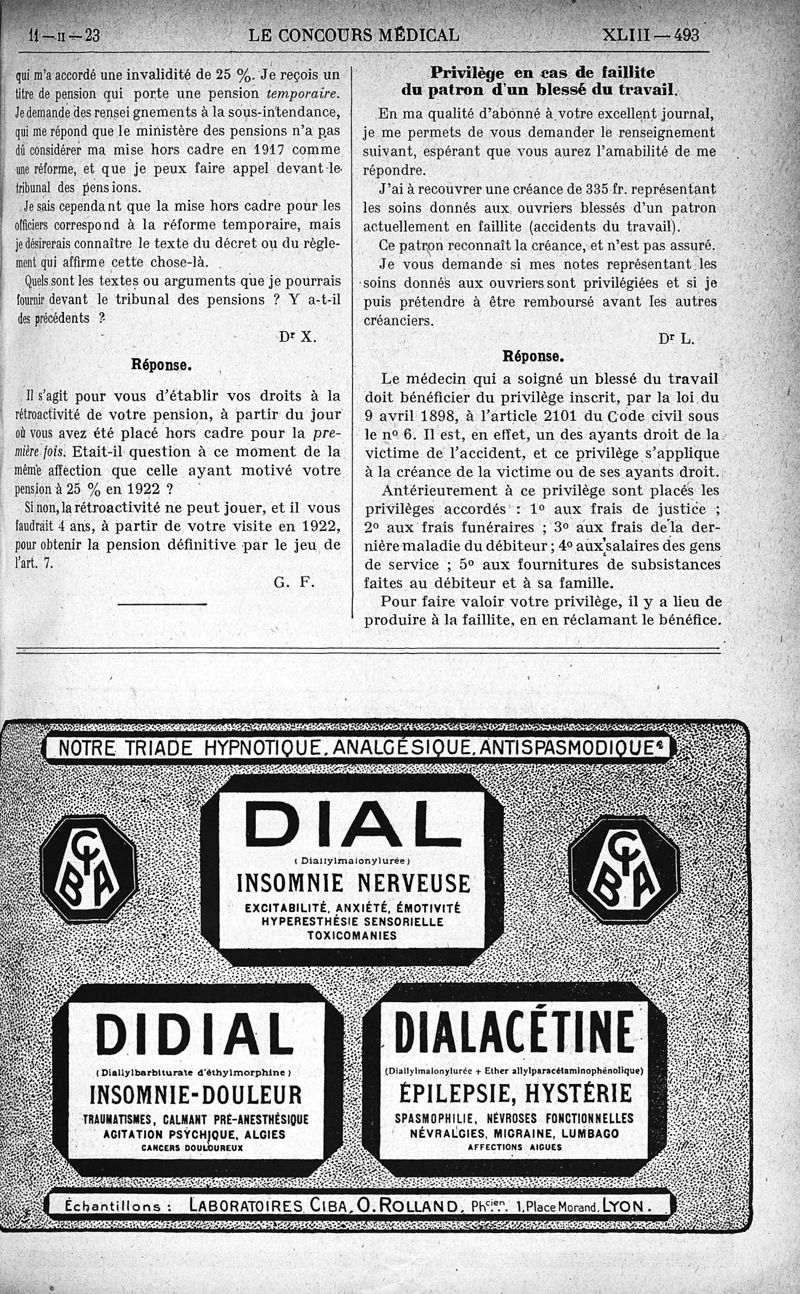 11 — II — 23
LE CONCOURS MÉDICAL
XLIII — 493
qui m'a accordé une invalidité de 25 %. Je reçois un
titre de pension qui porte une pension temporaire.
Je demande des rensei gnements à la sous-intendance,
qui me répond que le ministère des pensions n'a pas
dû considérer ma mise hors cadre en 1917 comme
une réforme, et que je peux faire appel devant le
tribunal des pensions.
Je sais cependant que la mise hors cadre pour les
officiers correspond à la réforme temporaire, mais
je désirerais connaître le texte du décret ou du règle-
ment qui affirme cette chose-là.
Quels sont les textes ou arguments que je pourrais
fournir devant le tribunal des pensions ? Y a-t-il
des précédents ?
Dr X.
Réponse.
Il s'agit pour vous d'établir vos droits à la
rétroactivité de votre pension, à partir du jour
où vous avez été placé hors cadre pour la pre-
mière fois. Etait-il question à ce moment de la
même affection que celle ayant motivé votre
pension à 25 % en 1922 ?
Si non, la rétroactivité ne peut jouer, et il vous
faudrait 4 ans, à partir de votre visite en 1922,
pour obtenir la pension définitive par le jeu de
l'art. 7.
G. F.
Privilège en cas de faillite
du patron d'un blessé du travail.
En ma qualité d'abonné à votre excellent journal,
je me permets de vous demander le renseignement
suivant, espérant que vous aurez l'amabilité de me
répondre.
J'ai à recouvrer une créance de 335 fr. représentant
les soins donnés aux ouvriers blessés d'un patron
actuellement en faillite (accidents du travail).
Ce patron reconnaît la créance, et n'est pas assuré.
Je vous demande si mes notes représentant les
soins donnés aux ouvriers sont privilégiées et si je
puis prétendre à être remboursé avant les autres
créanciers.
Dr L.
Réponse.
Le médecin qui a soigné un blessé du travail
doit bénéficier du privilège inscrit, par la loi du
9 avril 1898, à l'article 2101 du Code civil sous
le no 6. Il est, en effet, un des ayants droit de la
victime de l'accident, et ce privilège s'applique
à la créance de la victime ou de ses ayants droit.
Antérieurement à ce privilège sont placés les
privilèges accordés : 1o aux frais de justice ;
2o aux frais funéraires ; 3o aux frais de la der-
nière maladie du débiteur ; 4o aux salaires des gens
de service ; 5o aux fournitures de subsistances
faites au débiteur et à sa famille.
Pour faire valoir votre privilège, il y a lieu de
produire à la faillite, en en réclamant le bénéfice.
NOTRE TRIADE HYPNOTIQUE, ANALGÉSIQUE, ANTISPASMODIQUE
CIBA
DIAL
(Diallylmalonylurée)
INSOMNIE NERVEUSE
EXCITABILITÉ, ANXIÉTÉ, ÉMOTIVITÉ
HYPERESTHÉSIE SENSORIELLE
TOXICOMANIES
CIBA
DIDIAL
(Diallylbarbiturate d'éthylmorphine)
INSOMNIE-DOULEUR
TRAUMATISMES, CALMANT PRÉ-ANESTHÉSIQUE
AGITATION PSYCHIQUE, ALGIES
CANCERS DOULOUREUX
DIALACÉTINE
(Diallylmalonylurée + Ether allylparacétaminophénolique)
ÉPILEPSIE, HYSTÉRIE
SPASMOPHILIE, NÉVROSES FONCTIONNELLES
NÉVRALGIES, MIGRAINE, LUMBAGO
AFFECTIONS AIGUES
Échantillons : LABORATOIRES CIBA, O. ROLLAND, Phcien. 1, Place Morand, LYON.